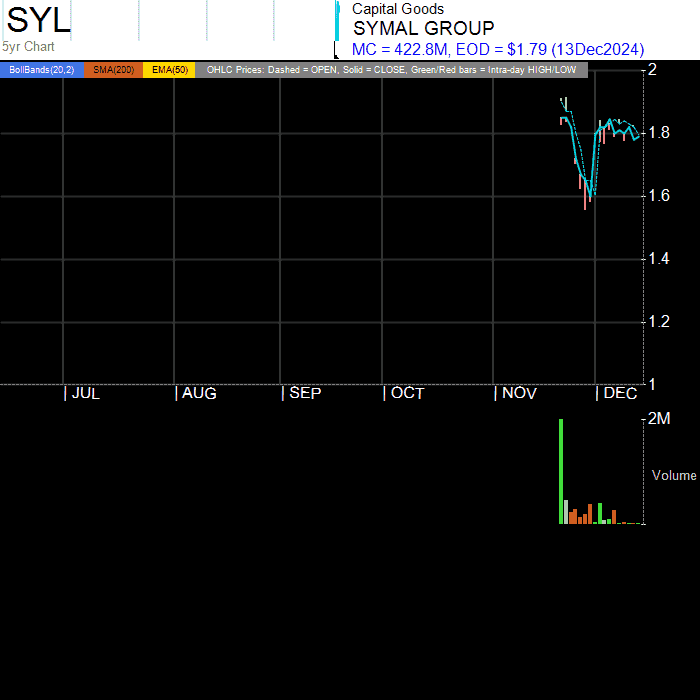 SYL
5yr Chart
Capital Goods
SYMAL GROUP
MC = 422.8M, EOD = $1.79 (13Dec2024)
BollBands(20,2) SMA(200) EMA(50) OHLC Prices: Dashed = OPEN, Solid = CLOSE, Green/Red bars = Intra-day HIGH/LOW
2
1.8
1.6
1.4
1.2
1
| JUL | AUG | SEP | OCT | NOV | DEC
2M
Volume